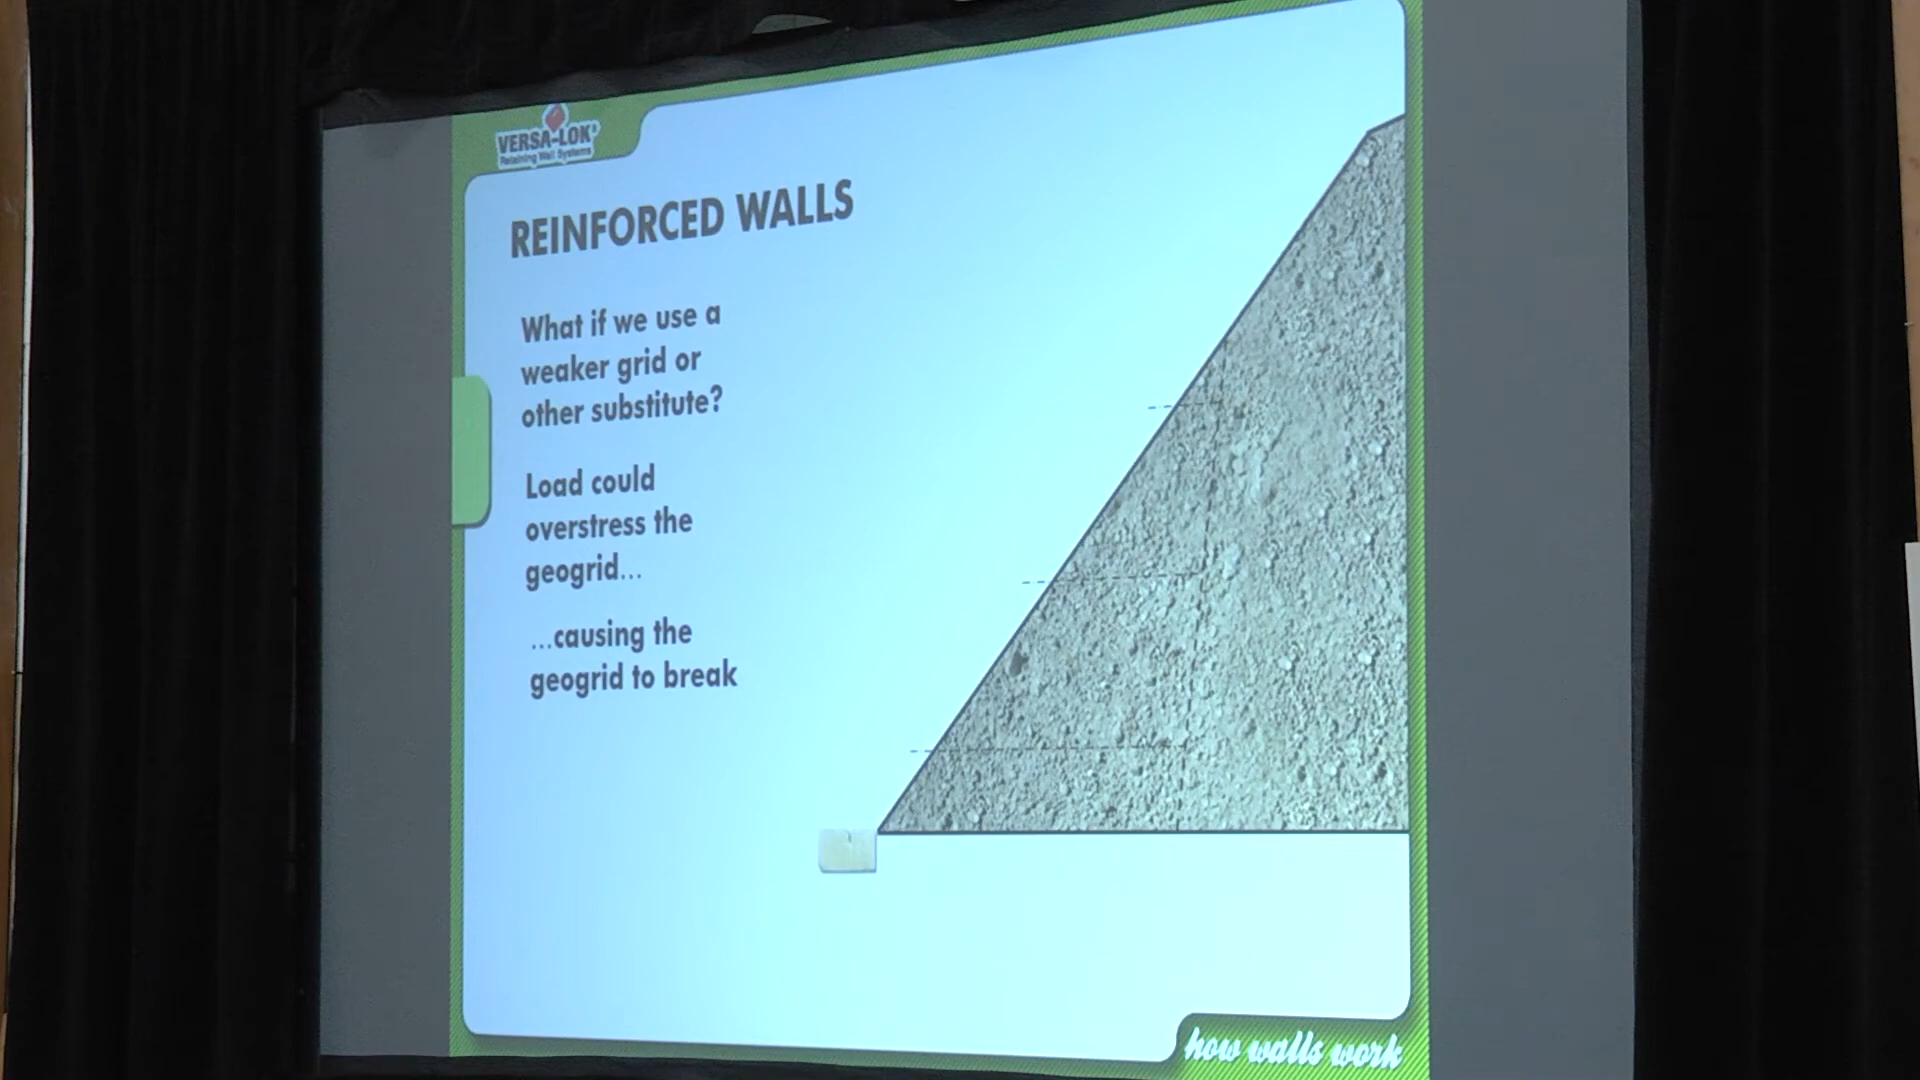 VERSA-LOK®
Retaining Wall Systems
REINFORCED WALLS
What if we use a
weaker grid or
other substitute?
Load could
overstress the
geogrid...
...causing the
geogrid to break
how walls work